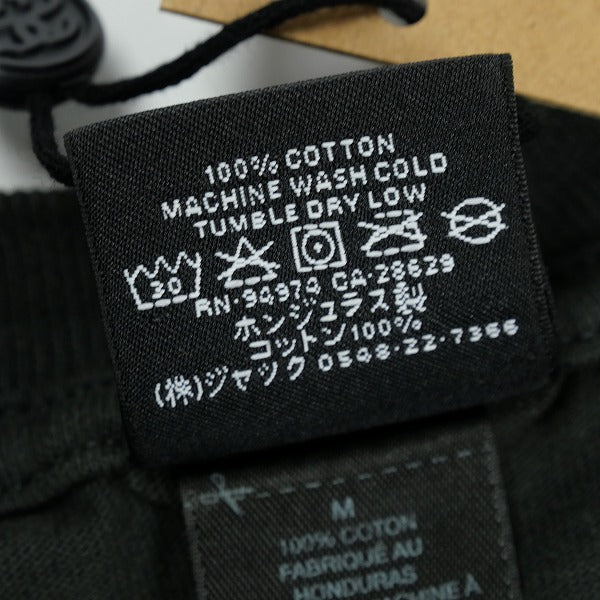 100% COTTON
MACHINE WASH COLD
TUMBLE DRY LOW
30
RN·94974 CA·28629
ホンジュラス製
コットン100%
(株)ジャック 0548-22-7366
M
100% COTON
FABRIQUÉ AU
HONDURAS
MACHINE À